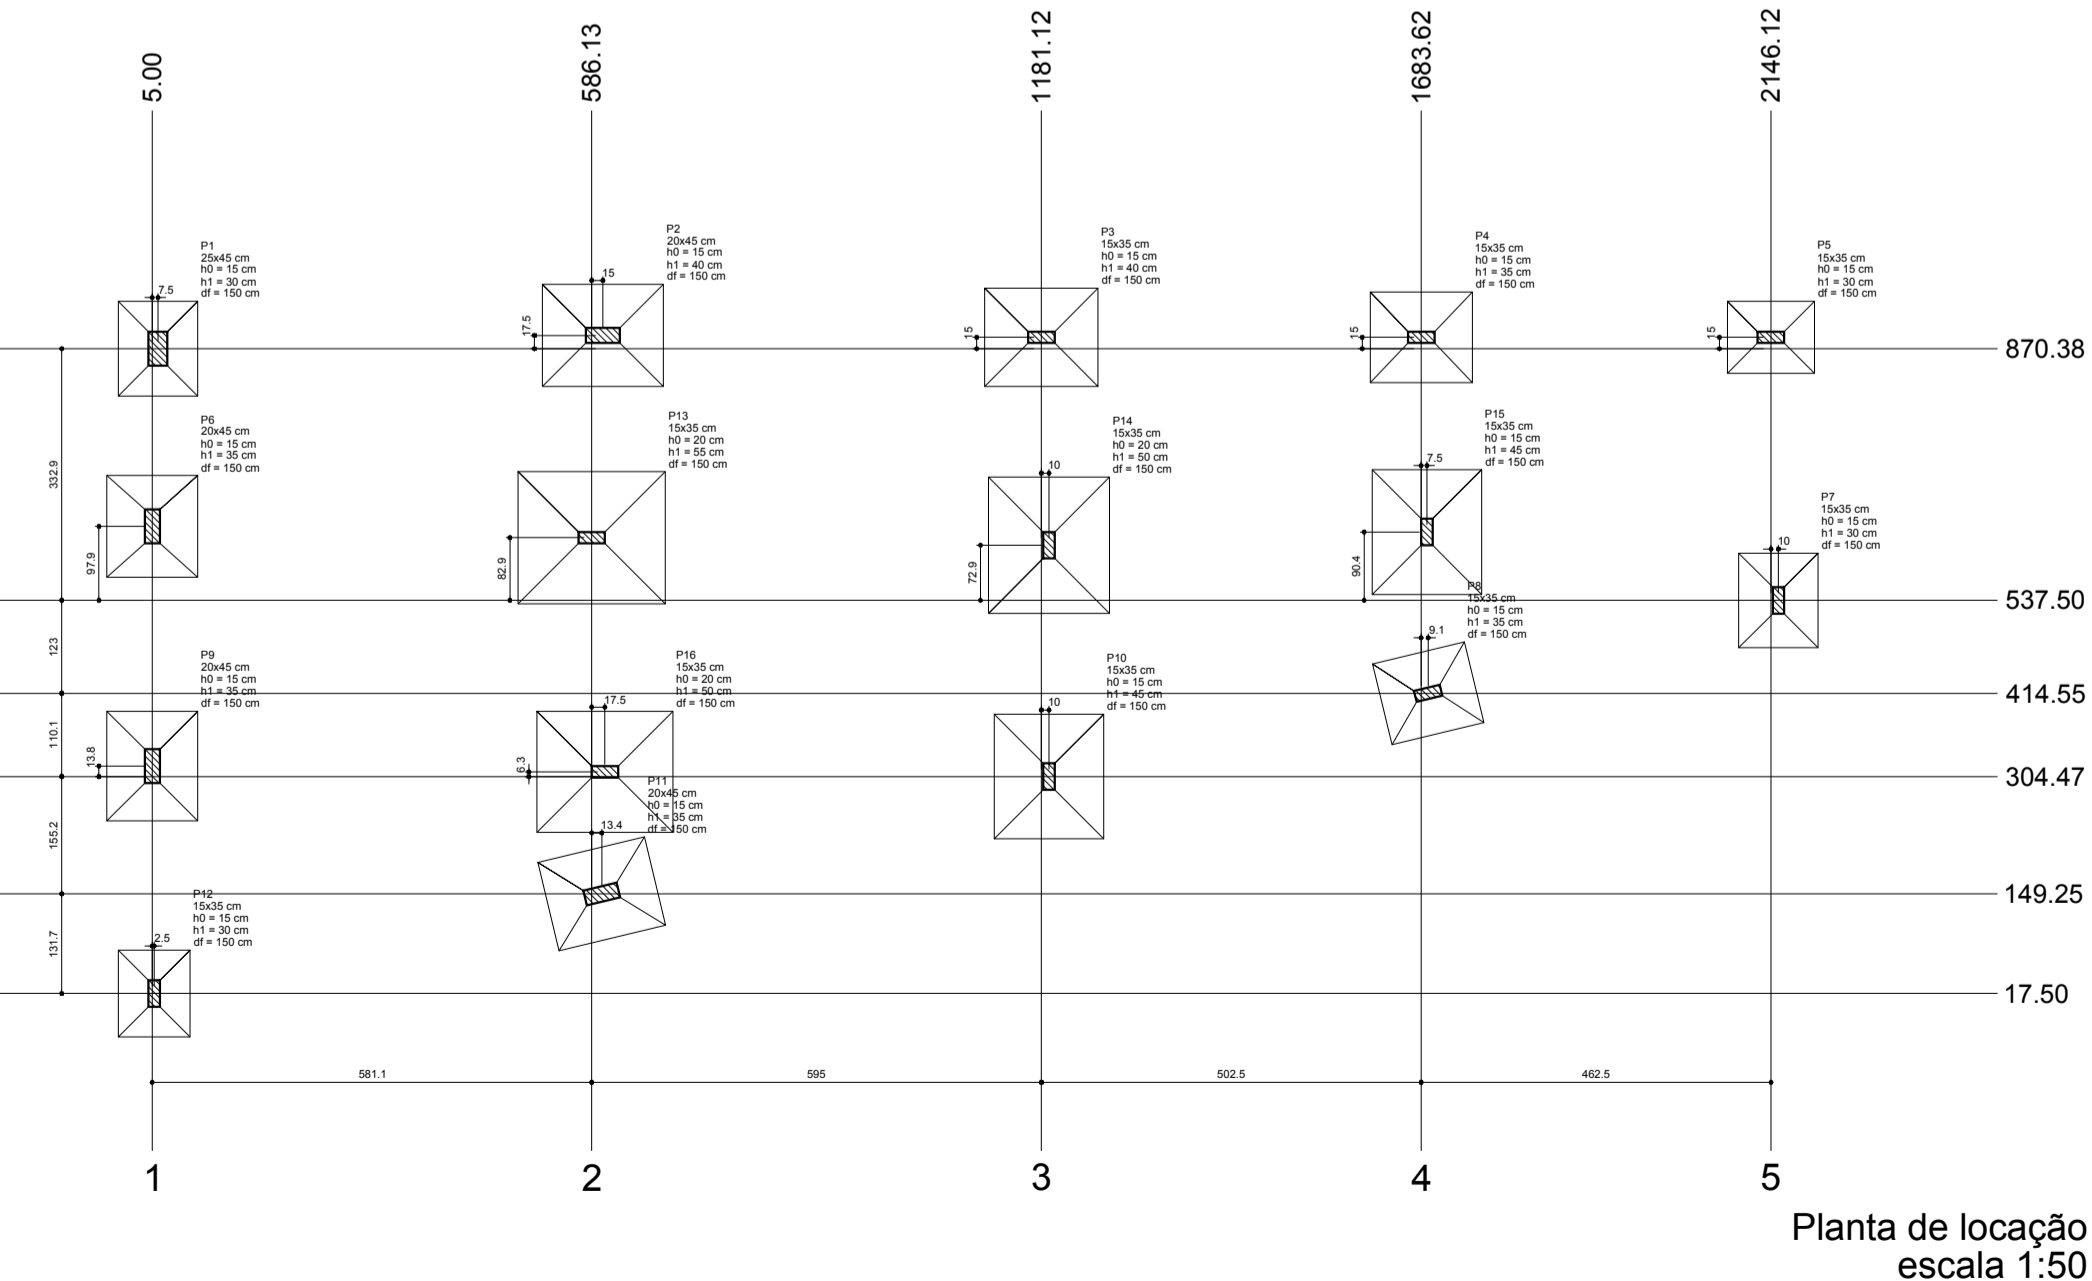 5.00
586.13
1181.12
1683.62
2146.12
P1
25x45 cm
h0 = 15 cm
h1 = 30 cm
df = 150 cm
7.5
P2
20x45 cm
h0 = 15 cm
h1 = 40 cm
df = 150 cm
15
17.5
P3
15x35 cm
h0 = 15 cm
h1 = 40 cm
df = 150 cm
15
P4
15x35 cm
h0 = 15 cm
h1 = 35 cm
df = 150 cm
15
P5
15x35 cm
h0 = 15 cm
h1 = 30 cm
df = 150 cm
15
870.38
332.9
P6
20x45 cm
h0 = 15 cm
h1 = 35 cm
df = 150 cm
97.9
P13
15x35 cm
h0 = 20 cm
h1 = 55 cm
df = 150 cm
82.9
P14
15x35 cm
h0 = 20 cm
h1 = 50 cm
df = 150 cm
10
72.9
P15
15x35 cm
h0 = 15 cm
h1 = 45 cm
df = 150 cm
7.5
90.4
P7
15x35 cm
h0 = 15 cm
h1 = 30 cm
df = 150 cm
10
537.50
123
P8
15x35 cm
h0 = 15 cm
h1 = 35 cm
df = 150 cm
9.1
414.55
110.1
P9
20x45 cm
h0 = 15 cm
h1 = 35 cm
df = 150 cm
13.8
P16
15x35 cm
h0 = 20 cm
h1 = 50 cm
df = 150 cm
17.5
6.3
P10
15x35 cm
h0 = 15 cm
h1 = 45 cm
df = 150 cm
10
304.47
155.2
P11
20x45 cm
h0 = 15 cm
h1 = 35 cm
df = 150 cm
13.4
149.25
131.7
P12
15x35 cm
h0 = 15 cm
h1 = 30 cm
df = 150 cm
2.5
17.50
581.1
595
502.5
462.5
1
2
3
4
5
Planta de locação
escala 1:50